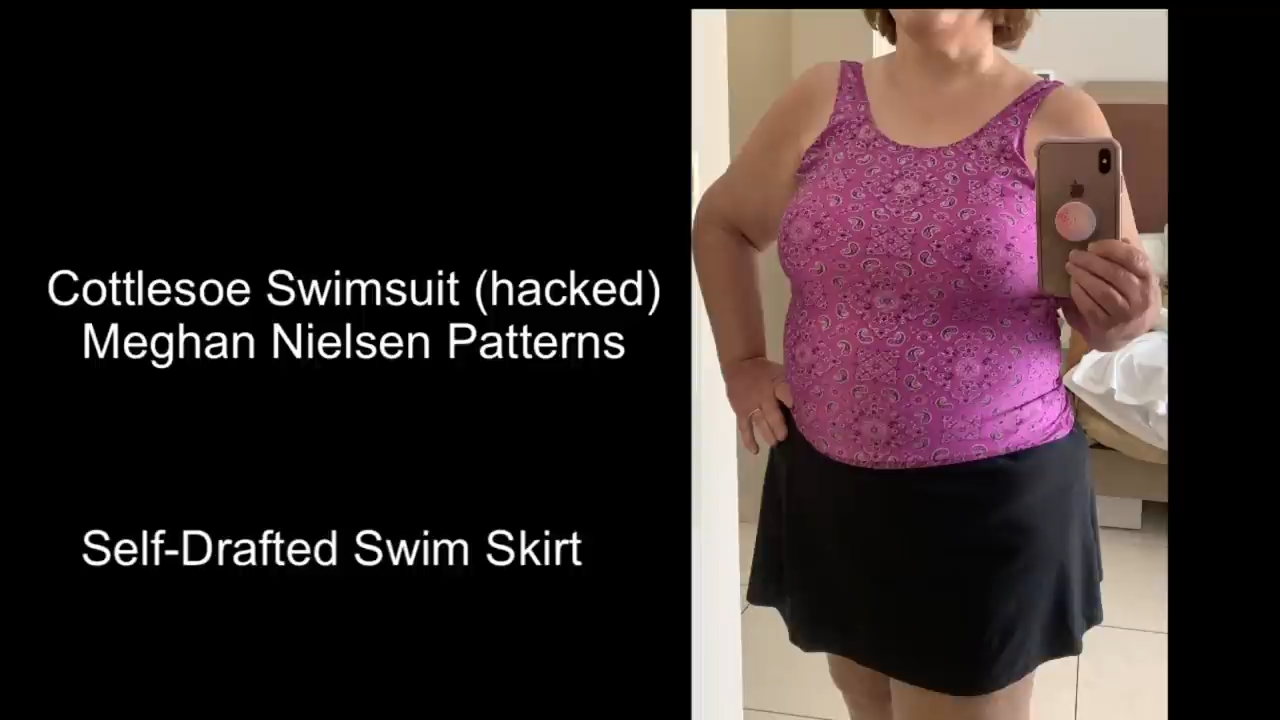 Cottlesoe Swimsuit (hacked)
Meghan Nielsen Patterns
Self-Drafted Swim Skirt